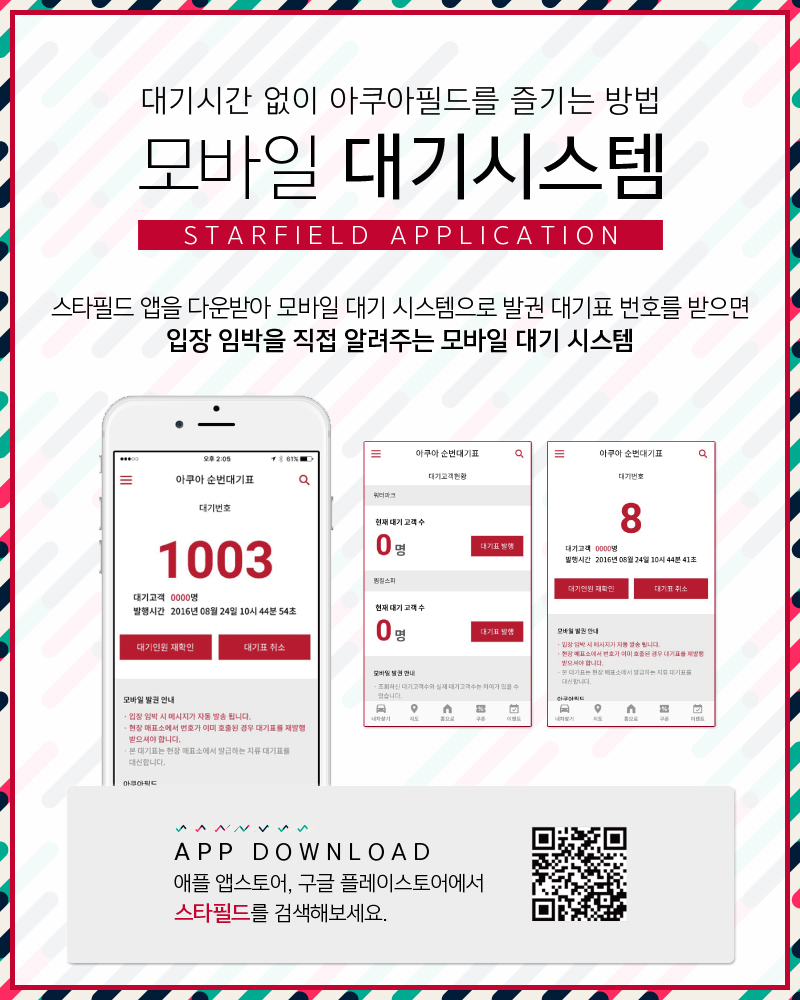 대기시간 없이 아쿠아필드를 즐기는 방법
모바일 대기시스템
STARFIELD APPLICATION
스타필드 앱을 다운받아 모바일 대기 시스템으로 발권 대기표 번호를 받으면
입장 임박을 직접 알려주는 모바일 대기 시스템
오후 2:05
61%
아쿠아 순번대기표
대기번호
1003
대기고객 0000명
발행시간 2016년 08월 24일 10시 44분 54초
대기인원 재확인
대기표 취소
모바일 발권 안내
· 입장 임박 시 메시지가 자동 발송 됩니다.
· 현장 매표소에서 번호가 이미 호출된 경우 대기표를 재발행
받으셔야 합니다.
· 본 대기표는 현장 매표소에서 발급하는 지류 대기표를
대신합니다.
아쿠아필드
아쿠아 순번대기표
대기고객현황
워터파크
현재 대기 고객 수
0명
대기표 발행
찜질스파
현재 대기 고객 수
0명
대기표 발행
모바일 발권 안내
· 조회하신 대기고객수와 실제 대기고객수는 차이가 있을 수
있습니다.
내차찾기 지도 홈으로 쿠폰 이벤트
아쿠아 순번대기표
대기번호
8
대기고객 0000명
발행시간 2016년 08월 24일 10시 44분 41초
대기인원 재확인
대기표 취소
모바일 발권 안내
· 입장 임박 시 메시지가 자동 발송 됩니다.
· 현장 매표소에서 번호가 이미 호출된 경우 대기표를 재발행
받으셔야 합니다.
· 본 대기표는 현장 매표소에서 발급하는 지류 대기표를
대신합니다.
아쿠아필드
내차찾기 지도 홈으로 쿠폰 이벤트
APP DOWNLOAD
애플 앱스토어, 구글 플레이스토어에서
스타필드를 검색해보세요.